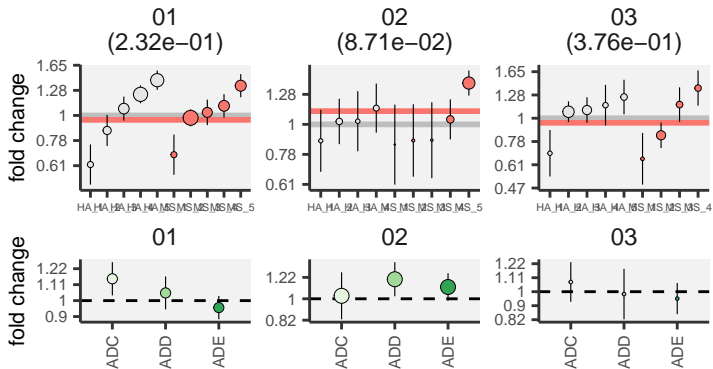 01
(2.32e−01)
02
(8.71e−02)
03
(3.76e−01)
fold change
1.65
1.28
1
0.78
0.61
1.28
1
0.78
0.61
1.65
1.28
1
0.78
0.61
0.47
01
02
03
fold change
1.22
1.11
1
0.9
1.22
1
0.82
1.22
1.11
1
0.9
0.82
ADC
ADD
ADE
ADC
ADD
ADE
ADC
ADD
ADE